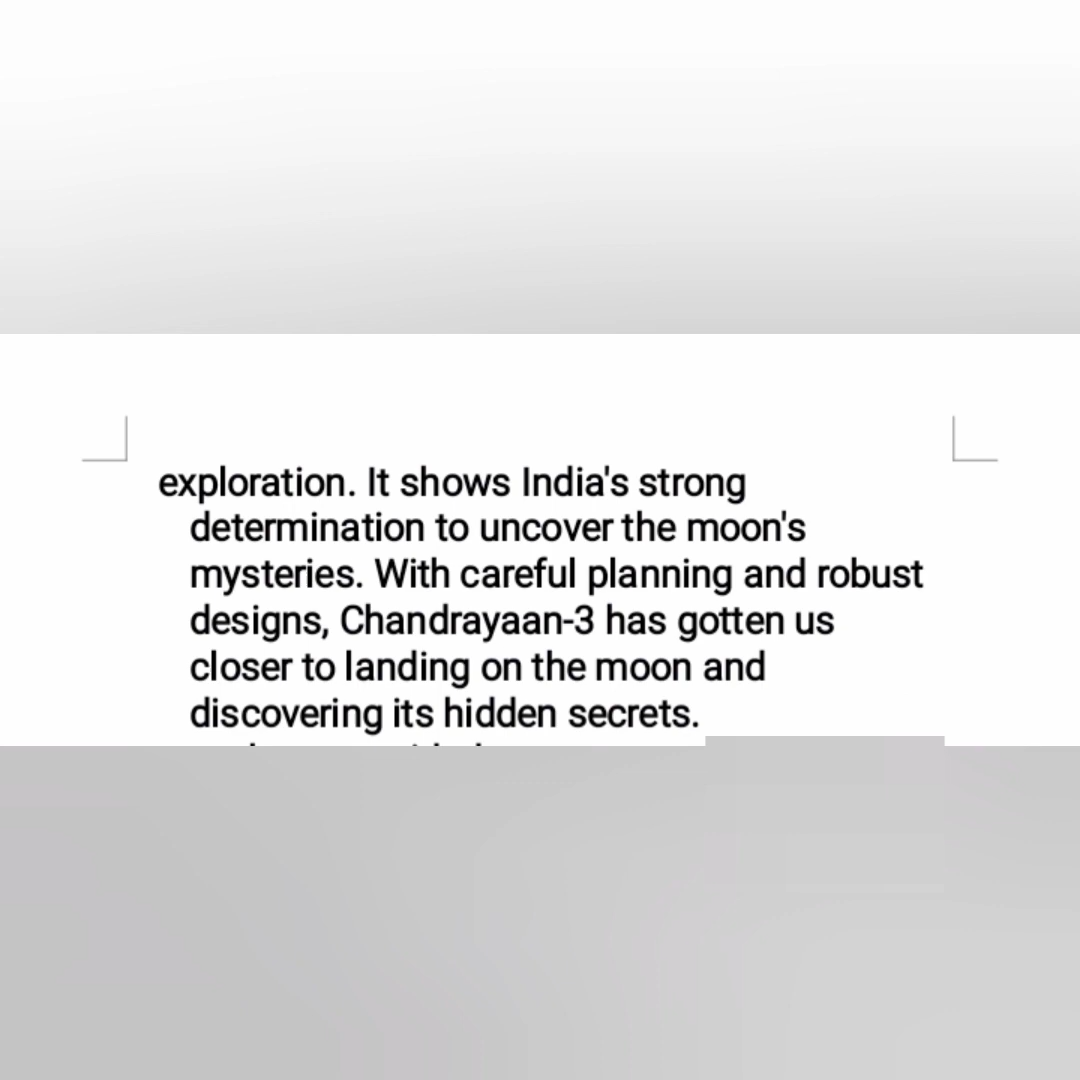 exploration. It shows India's strong
determination to uncover the moon's
mysteries. With careful planning and robust
designs, Chandrayaan-3 has gotten us
closer to landing on the moon and
discovering its hidden secrets.